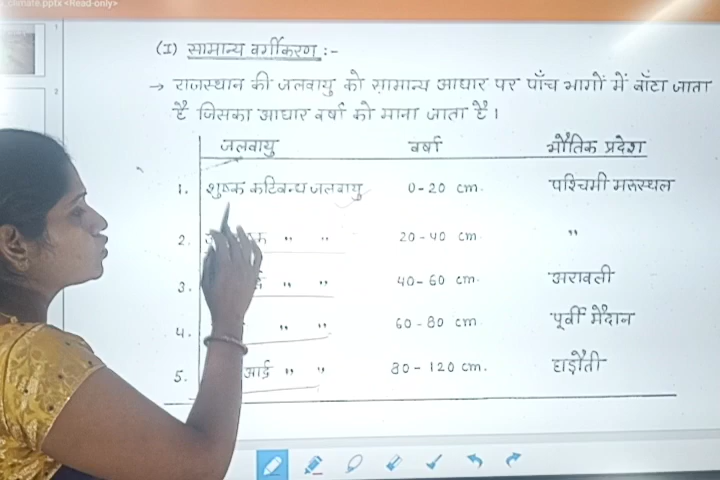 climate.pptx <Read-only>
1
2
(I) सामान्य वर्गीकरण :-
→ राजस्थान की जलवायु को सामान्य आधार पर पाँच भागों में बाँटा जाता
है जिसका आधार वर्षा को माना जाता है।
जलवायु वर्षा भौतिक प्रदेश
1. शुष्क कटिबन्ध जलवायु 0-20 cm. पश्चिमी मरुस्थल
2. " " 20-40 cm. "
3. " " 40-60 cm. अरावली
4. " " 60-80 cm. पूर्वी मैदान
5. आर्द्र " " 80-120 cm. हाड़ौती